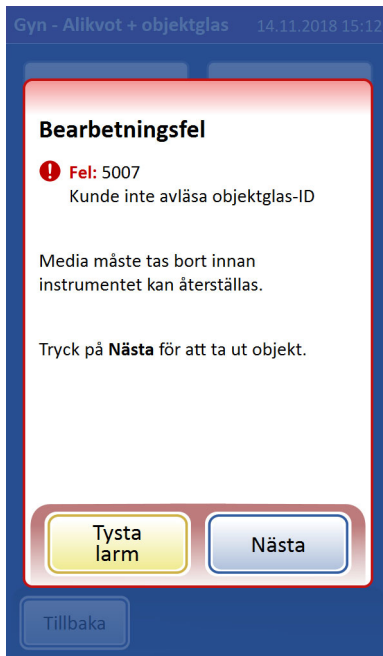 Gyn - Alikvot + objektglas 14.11.2018 15:12
Bearbetningsfel
Fel: 5007
Kunde inte avläsa objektglas-ID
Media måste tas bort innan
instrumentet kan återställas.
Tryck på Nästa för att ta ut objekt.
Tysta
larm
Nästa
Tillbaka